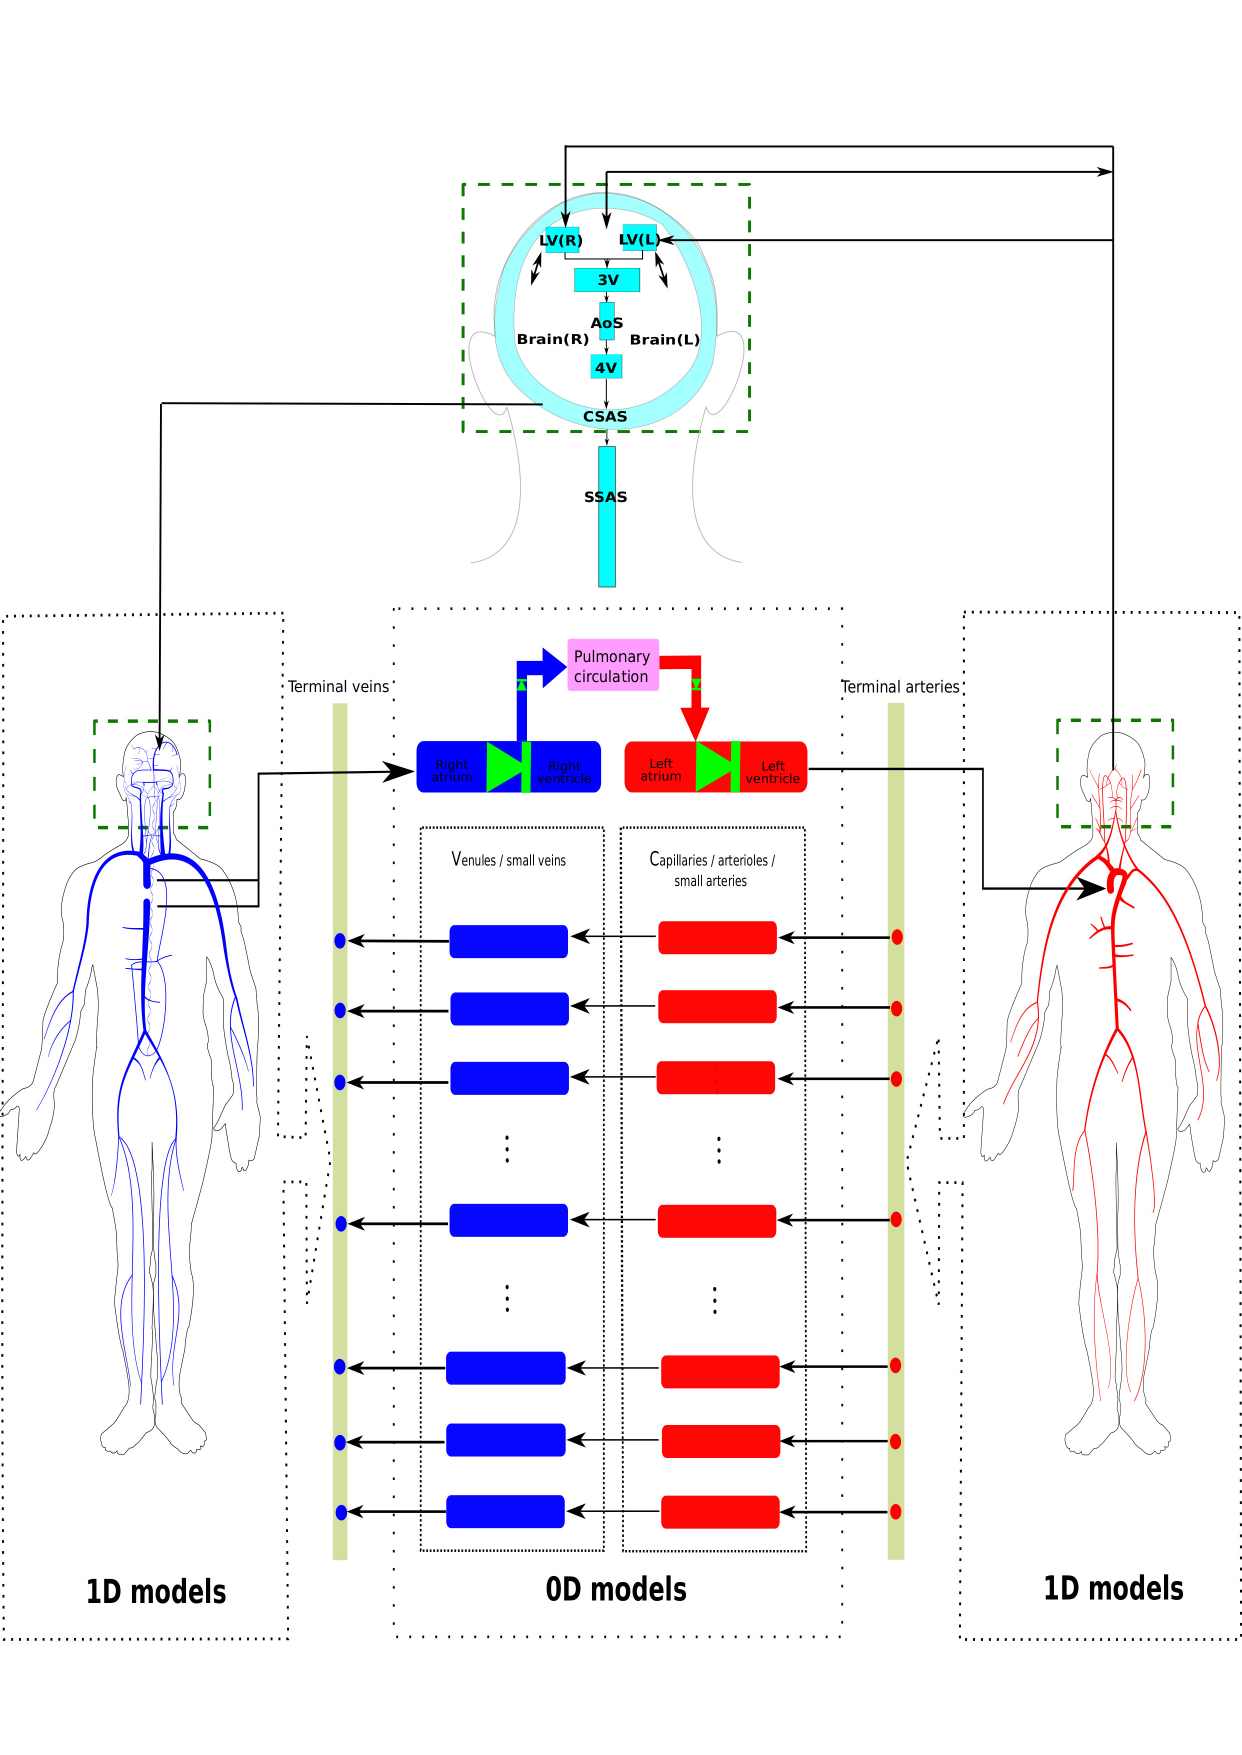 LV(R)
LV(L)
3V
AoS
Brain(R)
Brain(L)
4V
CSAS
SSAS
Pulmonary
circulation
Terminal veins
Terminal arteries
Right
atrium
Right
ventricle
Left
atrium
Left
ventricle
Venules / small veins
Capillaries / arterioles /
small arteries
1D models
0D models
1D models